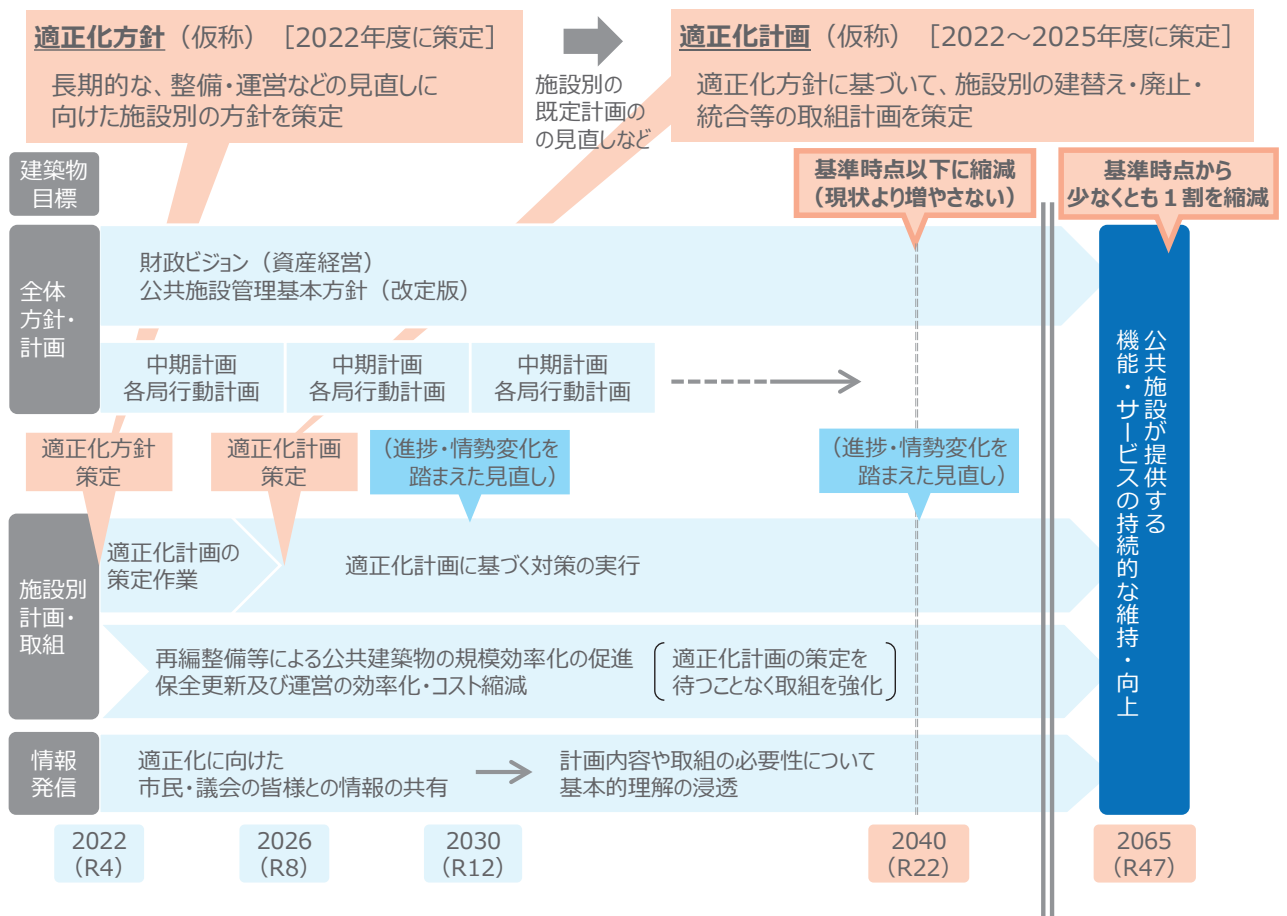 適正化方針（仮称） ［2022年度に策定］
長期的な、整備・運営などの見直しに
向けた施設別の方針を策定
施設別の
既定計画の
の見直しなど
適正化計画（仮称） ［2022～2025年度に策定］
適正化方針に基づいて、施設別の建替え・廃止・
統合等の取組計画を策定
建築物
目標
基準時点以下に縮減
（現状より増やさない）
基準時点から
少なくとも１割を縮減
全体
方針・
計画
財政ビジョン（資産経営）
公共施設管理基本方針（改定版）
中期計画
各局行動計画
中期計画
各局行動計画
中期計画
各局行動計画
適正化方針
策定
適正化計画
策定
（進捗・情勢変化を
踏まえた見直し）
（進捗・情勢変化を
踏まえた見直し）
施設別
計画・
取組
適正化計画の
策定作業
適正化計画に基づく対策の実行
再編整備等による公共建築物の規模効率化の促進
保全更新及び運営の効率化・コスト縮減
適正化計画の策定を
待つことなく取組を強化
公共施設が提供する
機能・サービスの持続的な維持・向上
情報
発信
適正化に向けた
市民・議会の皆様との情報の共有
計画内容や取組の必要性について
基本的理解の浸透
2022
（R4）
2026
（R8）
2030
（R12）
2040
（R22）
2065
（R47）